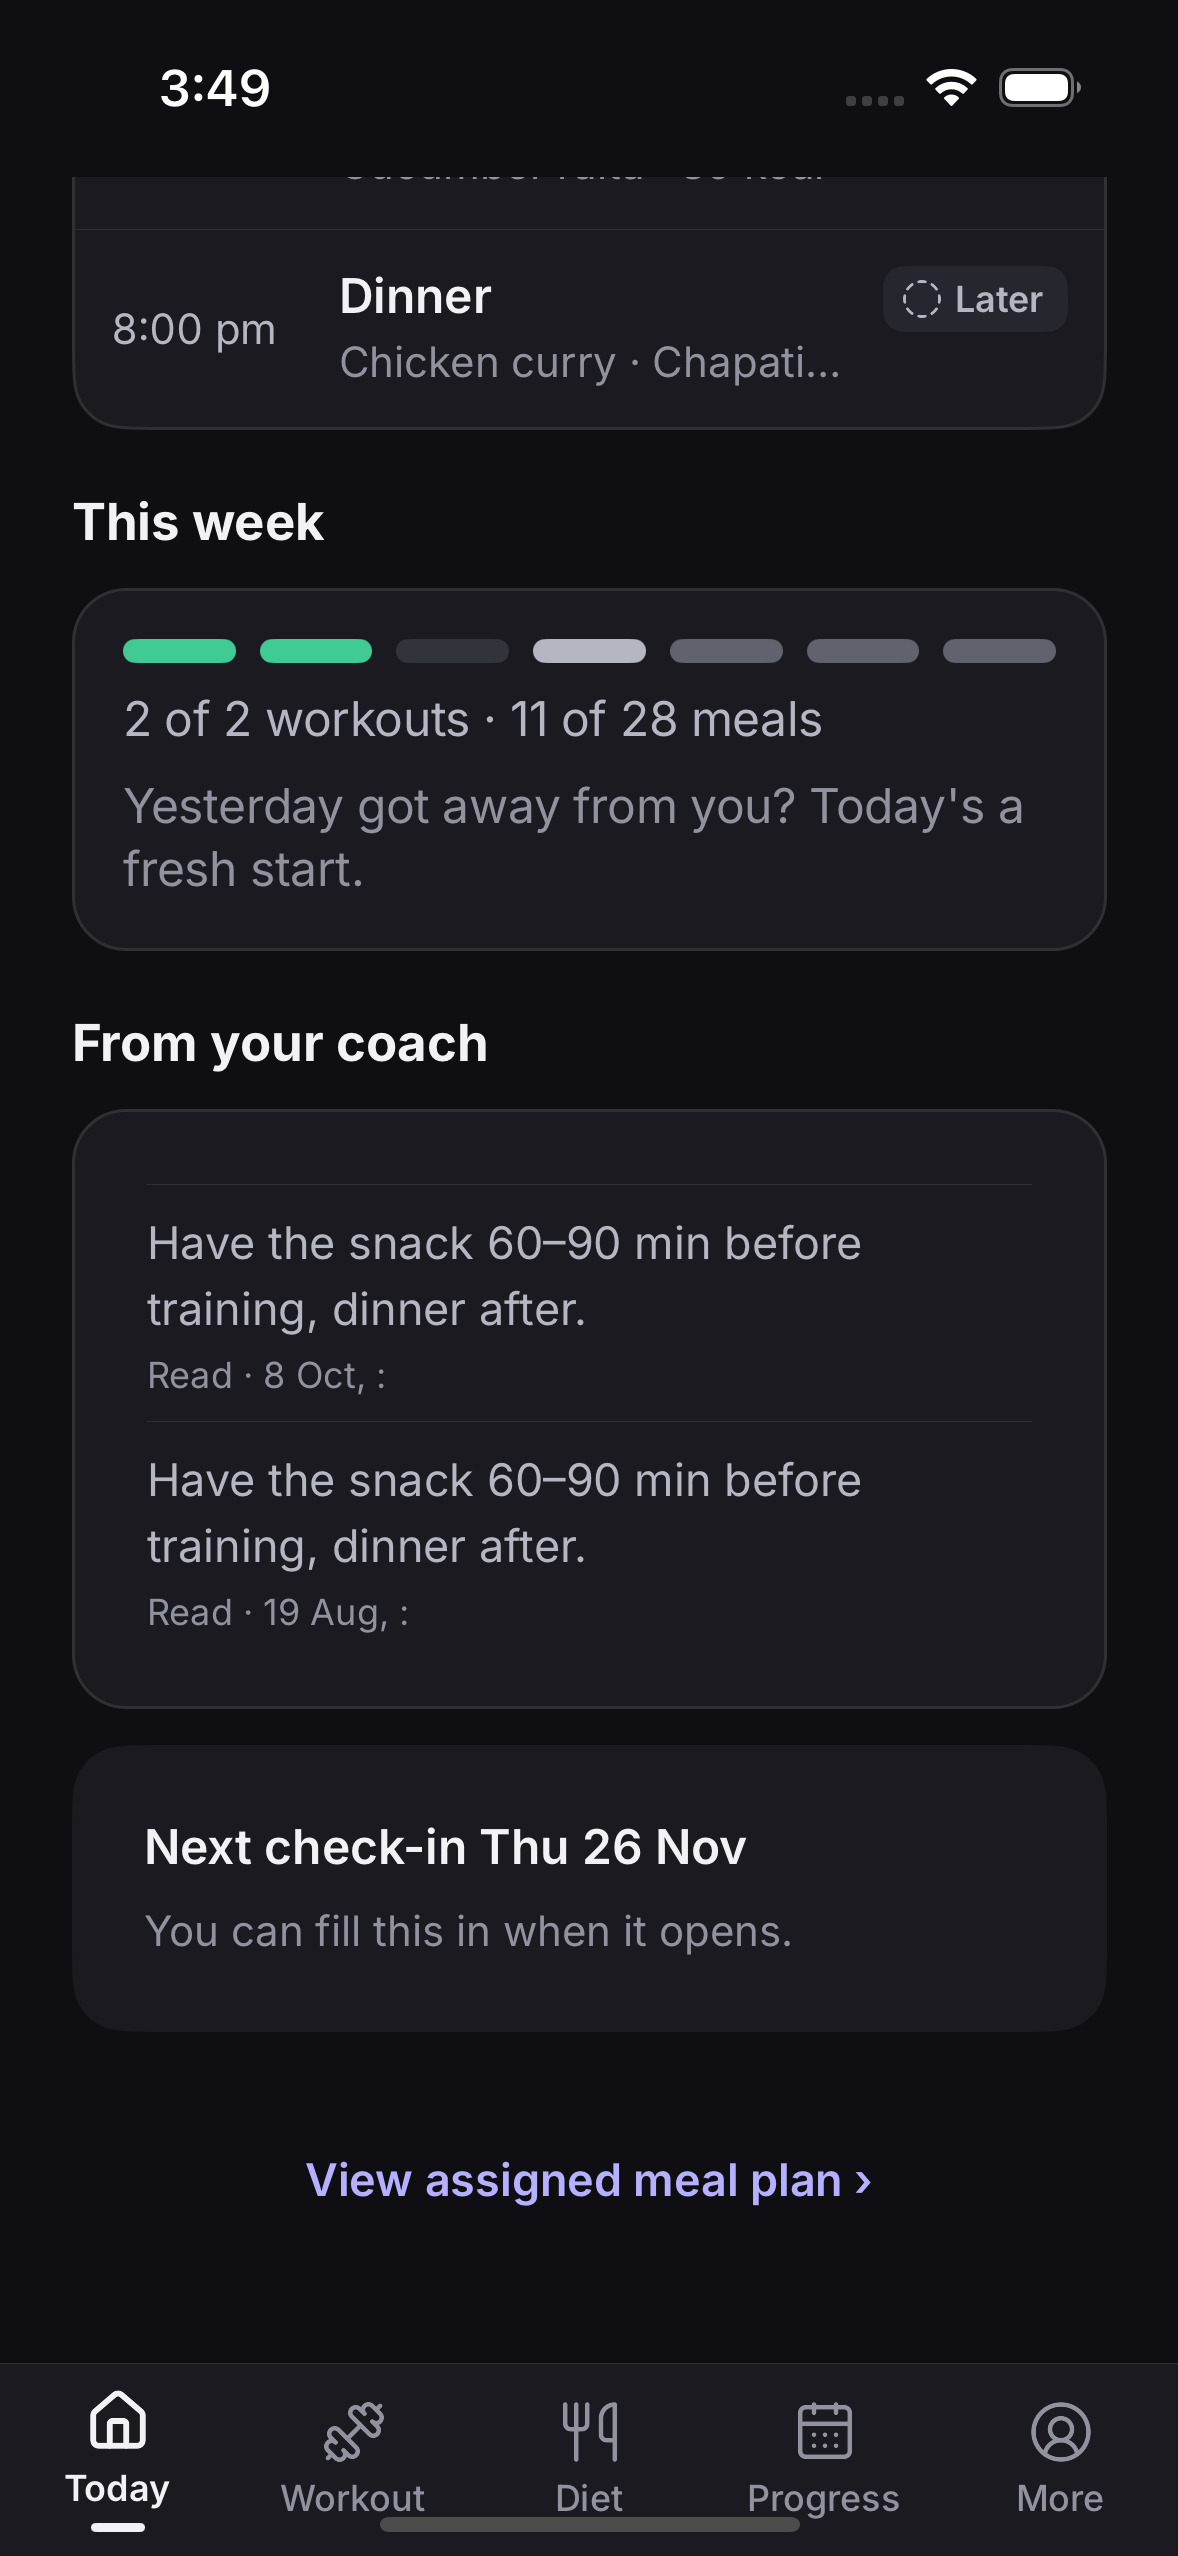 3:49
8:00 pm
Dinner
Later
Chicken curry · Chapati...
This week
2 of 2 workouts · 11 of 28 meals
Yesterday got away from you? Today's a
fresh start.
From your coach
Have the snack 60–90 min before
training, dinner after.
Read · 8 Oct, :
Have the snack 60–90 min before
training, dinner after.
Read · 19 Aug, :
Next check-in Thu 26 Nov
You can fill this in when it opens.
View assigned meal plan ›
Today
Workout
Diet
Progress
More